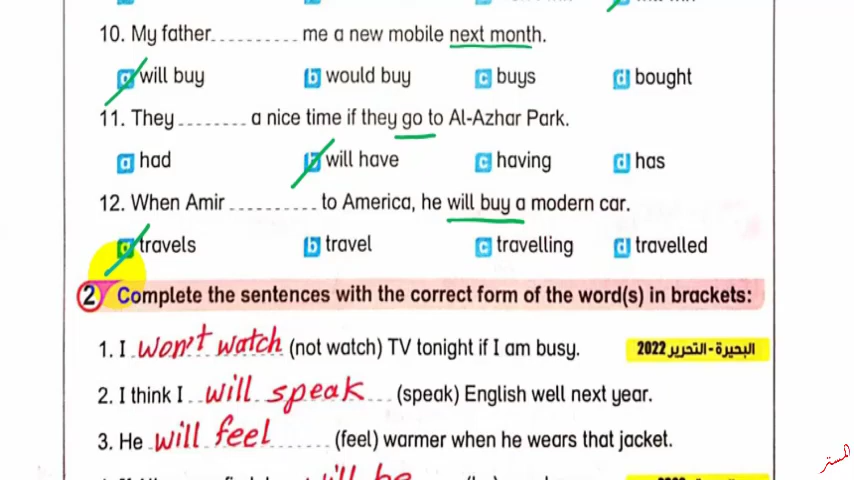 10. My father.......... me a new mobile next month.
a will buy b would buy c buys d bought
11. They ........ a nice time if they go to Al-Azhar Park.
a had b will have c having d has
12. When Amir .......... to America, he will buy a modern car.
a travels b travel c travelling d travelled
2 Complete the sentences with the correct form of the word(s) in brackets:
1. I won't watch (not watch) TV tonight if I am busy. البحيرة - التحرير 2022
2. I think I will speak (speak) English well next year.
3. He will feel (feel) warmer when he wears that jacket.
will be